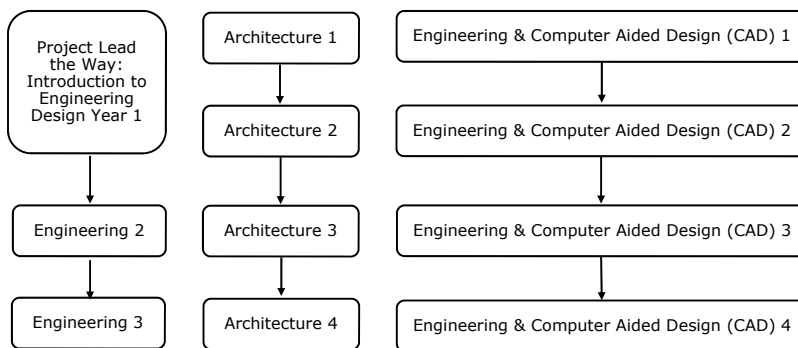 Project Lead
the Way:
Introduction to
Engineering
Design Year 1
Engineering 2
Engineering 3
Architecture 1
Architecture 2
Architecture 3
Architecture 4
Engineering & Computer Aided Design (CAD) 1
Engineering & Computer Aided Design (CAD) 2
Engineering & Computer Aided Design (CAD) 3
Engineering & Computer Aided Design (CAD) 4